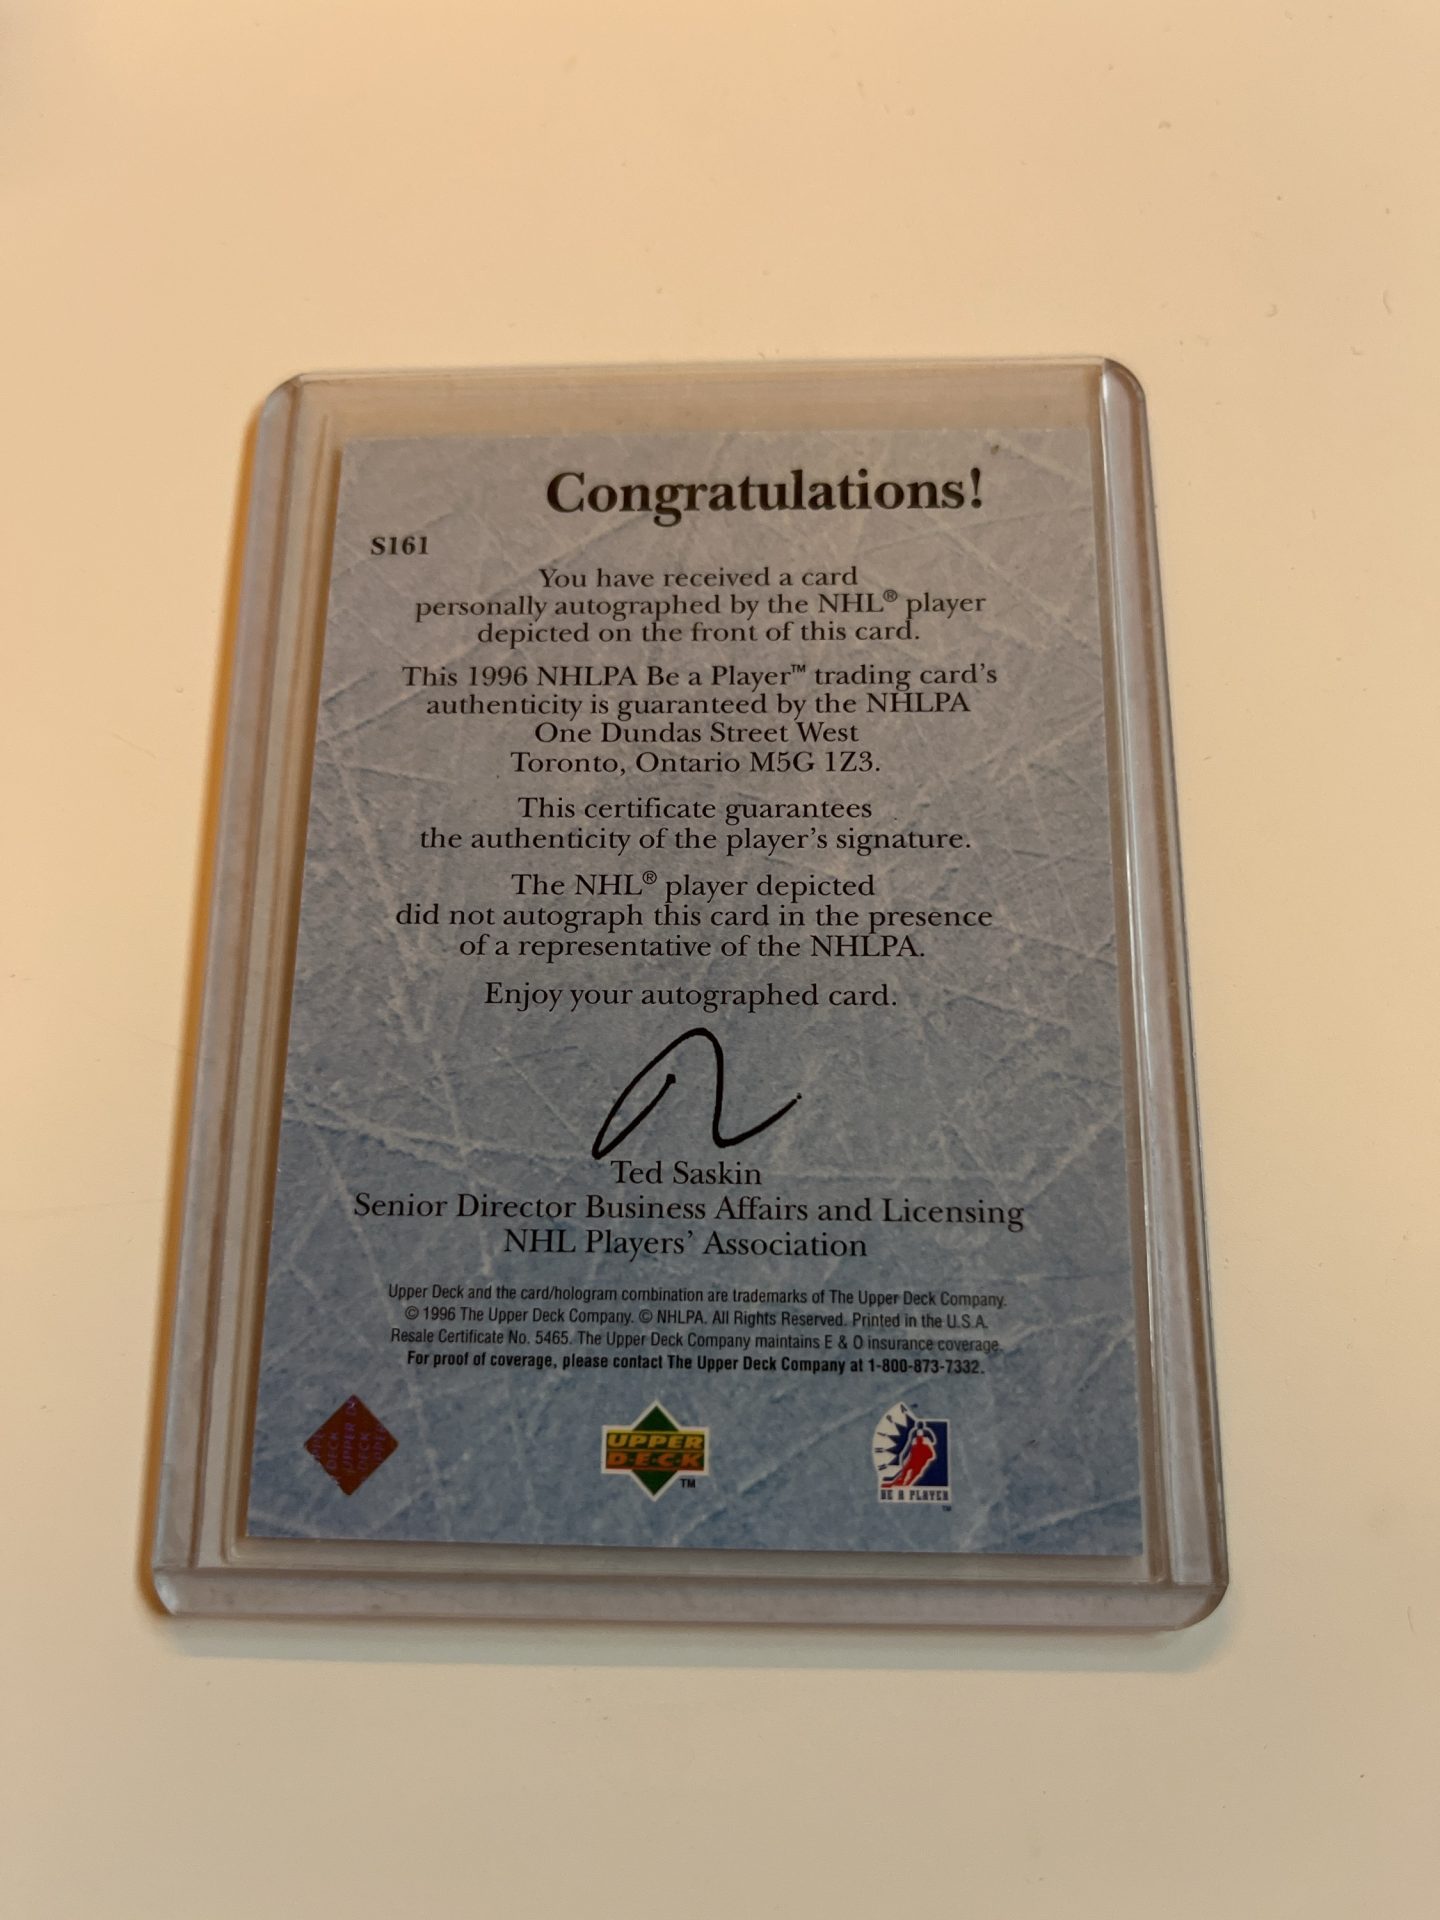 Congratulations!
S161
You have received a card
personally autographed by the NHL® player
depicted on the front of this card.
This 1996 NHLPA Be a Player™ trading card's
authenticity is guaranteed by the NHLPA
One Dundas Street West
Toronto, Ontario M5G 1Z3.
This certificate guarantees
the authenticity of the player's signature.
The NHL® player depicted
did not autograph this card in the presence
of a representative of the NHLPA.
Enjoy your autographed card.
Ted Saskin
Senior Director Business Affairs and Licensing
NHL Players' Association
Upper Deck and the card/hologram combination are trademarks of The Upper Deck Company.
© 1996 The Upper Deck Company. © NHLPA. All Rights Reserved. Printed in the U.S.A.
Resale Certificate No. 5465. The Upper Deck Company maintains E & O insurance coverage.
For proof of coverage, please contact The Upper Deck Company at 1-800-873-7332.
UPPER
DECK
UPPER
DECK
UPPER
D·E·C·K
™
NHLPA
BE A PLAYER
™